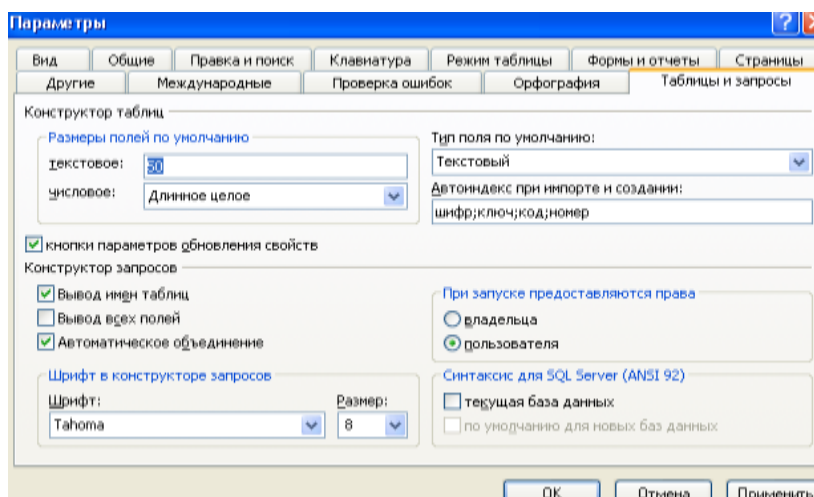 Параметры
Вид Общие Правка и поиск Клавиатура Режим таблицы Формы и отчеты Страницы
Другие Международные Проверка ошибок Орфография Таблицы и запросы
Конструктор таблиц
Размеры полей по умолчанию
текстовое: 50
числовое: Длинное целое
Тип поля по умолчанию:
Текстовый
Автоиндекс при импорте и создании:
шифр;ключ;код;номер
кнопки параметров обновления свойств
Конструктор запросов
Вывод имен таблиц
Вывод всех полей
Автоматическое объединение
При запуске предоставляются права
владельца
пользователя
Шрифт в конструкторе запросов
Шрифт: Размер:
Tahoma 8
Синтаксис для SQL Server (ANSI 92)
текущая база данных
по умолчанию для новых баз данных
ОК Отмена Применить